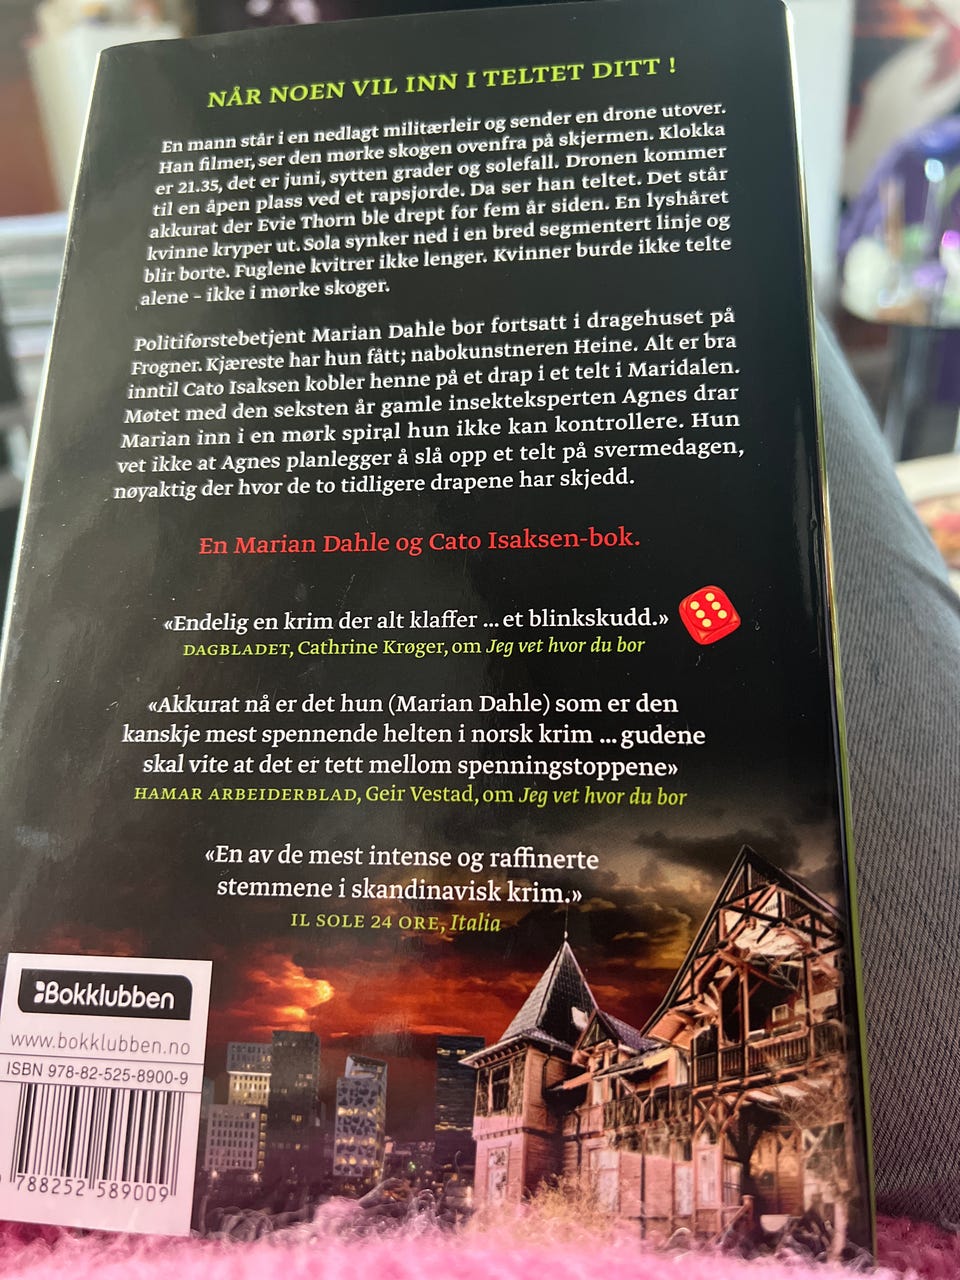 NÅR NOEN VIL INN I TELTET DITT !
En mann står i en nedlagt militærleir og sender en drone utover.
Han filmer, ser den mørke skogen ovenfra på skjermen. Klokka
er 21.35, det er juni, sytten grader og solefall. Dronen kommer
til en åpen plass ved et rapsjorde. Da ser han teltet. Det står
akkurat der Evie Thorn ble drept for fem år siden. En lyshåret
kvinne kryper ut. Sola synker ned i en bred segmentert linje og
blir borte. Fuglene kvitrer ikke lenger. Kvinner burde ikke telte
alene – ikke i mørke skoger.
Politiførstebetjent Marian Dahle bor fortsatt i dragehuset på
Frogner. Kjæreste har hun fått; nabokunstneren Heine. Alt er bra
inntil Cato Isaksen kobler henne på et drap i et telt i Maridalen.
Møtet med den seksten år gamle insekteksperten Agnes drar
Marian inn i en mørk spiral hun ikke kan kontrollere. Hun
vet ikke at Agnes planlegger å slå opp et telt på svermedagen,
nøyaktig der hvor de to tidligere drapene har skjedd.
En Marian Dahle og Cato Isaksen-bok.
«Endelig en krim der alt klaffer ... et blinkskudd.»
DAGBLADET, Cathrine Krøger, om Jeg vet hvor du bor
«Akkurat nå er det hun (Marian Dahle) som er den
kanskje mest spennende helten i norsk krim ... gudene
skal vite at det er tett mellom spenningstoppene»
HAMAR ARBEIDERBLAD, Geir Vestad, om Jeg vet hvor du bor
«En av de mest intense og raffinerte
stemmene i skandinavisk krim.»
IL SOLE 24 ORE, Italia
Bokklubben
www.bokklubben.no
ISBN 978-82-525-8900-9
788252 589009